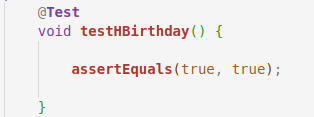 @Test
void testHBirthday() {
assertEquals(true, true);
}